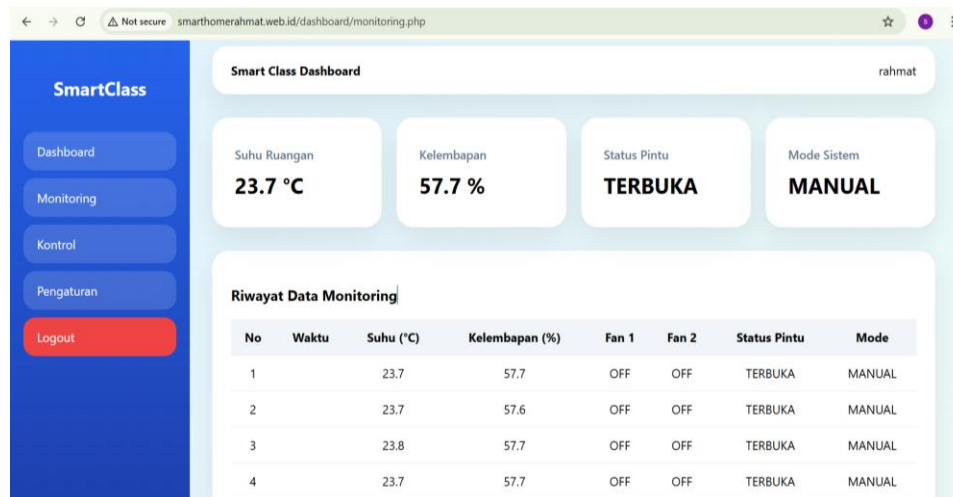 Not secure smarthomerahmat.web.id/dashboard/monitoring.php
SmartClass
Dashboard
Monitoring
Kontrol
Pengaturan
Logout
Smart Class Dashboard rahmat
Suhu Ruangan
23.7 °C
Kelembapan
57.7 %
Status Pintu
TERBUKA
Mode Sistem
MANUAL
Riwayat Data Monitoring
No Waktu Suhu (°C) Kelembapan (%) Fan 1 Fan 2 Status Pintu Mode
1 23.7 57.7 OFF OFF TERBUKA MANUAL
2 23.7 57.6 OFF OFF TERBUKA MANUAL
3 23.8 57.7 OFF OFF TERBUKA MANUAL
4 23.7 57.7 OFF OFF TERBUKA MANUAL